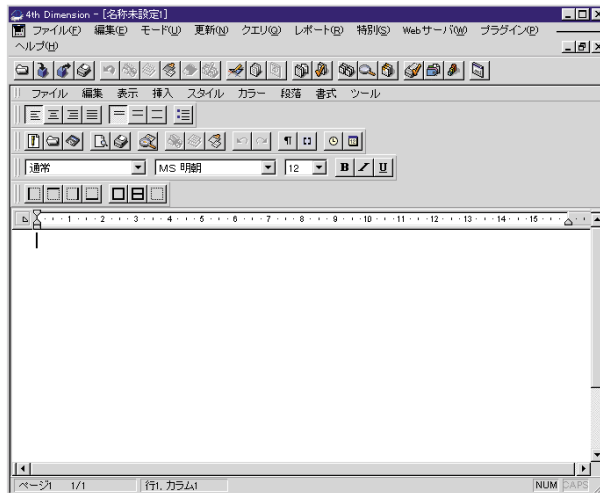 4th Dimension - [名称未設定1]
ファイル(F) 編集(E) モード(U) 更新(N) クエリ(Q) レポート(R) 特別(S) Webサーバ(W) プラグイン(P)
ヘルプ(H)
ファイル 編集 表示 挿入 スタイル カラー 段落 書式 ツール
通常 MS 明朝 12 B I U
1 2 3 4 5 6 7 8 9 10 11 12 13 14 15
ページ1 1/1 行1, カラム1 NUM CAPS